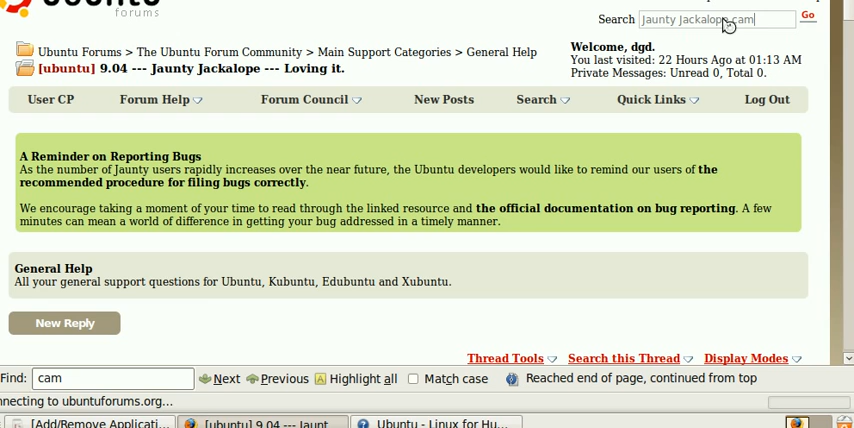 forums
Search Jaunty Jackalope cam Go
Ubuntu Forums > The Ubuntu Forum Community > Main Support Categories > General Help
[ubuntu] 9.04 --- Jaunty Jackalope --- Loving it.
Welcome, dgd.
You last visited: 22 Hours Ago at 01:13 AM
Private Messages: Unread 0, Total 0.
User CP Forum Help Forum Council New Posts Search Quick Links Log Out
A Reminder on Reporting Bugs
As the number of Jaunty users rapidly increases over the near future, the Ubuntu developers would like to remind our users of the
recommended procedure for filing bugs correctly.
We encourage taking a moment of your time to read through the linked resource and the official documentation on bug reporting. A few
minutes can mean a world of difference in getting your bug addressed in a timely manner.
General Help
All your general support questions for Ubuntu, Kubuntu, Edubuntu and Xubuntu.
New Reply
Thread Tools Search this Thread Display Modes
Find: cam Next Previous Highlight all Match case Reached end of page, continued from top
nnecting to ubuntuforums.org...
[Add/Remove Applicati... [ubuntu] 9.04 --- Jaunt... Ubuntu - Linux for Hu...